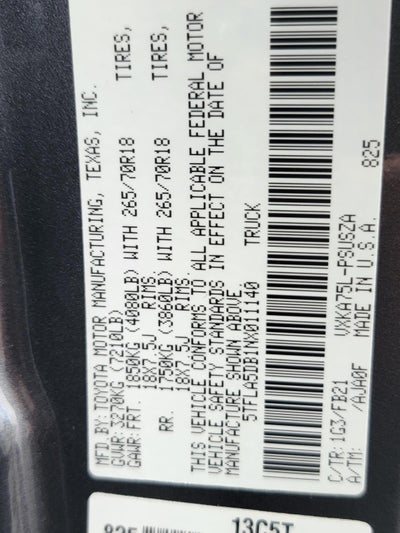 MFD.BY:TOYOTA MOTOR MANUFACTURING, TEXAS, INC.
GVWR:3270KG (7210LB)
GAWR:FRT. 1850KG (4080LB) WITH 265/70R18 TIRES,
18X7.5J RIMS
RR. 1750KG (3860LB) WITH 265/70R18 TIRES,
18X7.5J RIMS.
THIS VEHICLE CONFORMS TO ALL APPLICABLE FEDERAL MOTOR
VEHICLE SAFETY STANDARDS IN EFFECT ON THE DATE OF
MANUFACTURE SHOWN ABOVE.
5TFLA5DB1NX011140 TRUCK
C/TR:1G3/FB21 VXKA75L-PSUSZA 825
A/TM: /AJA0F MADE IN U.S.A.
825 13C5T